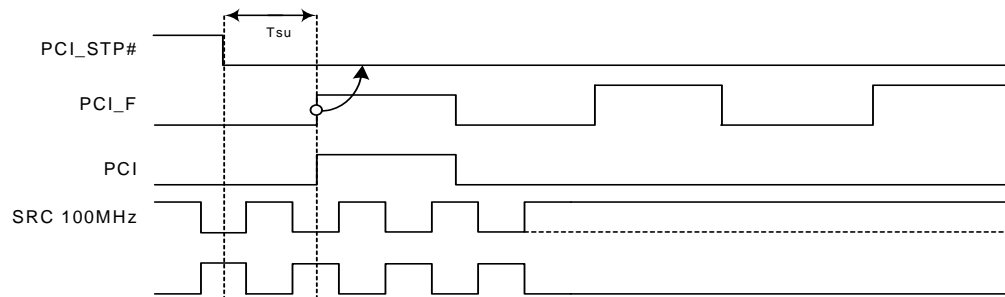 Tsu
PCI_STP#
PCI_F
PCI
SRC 100MHz